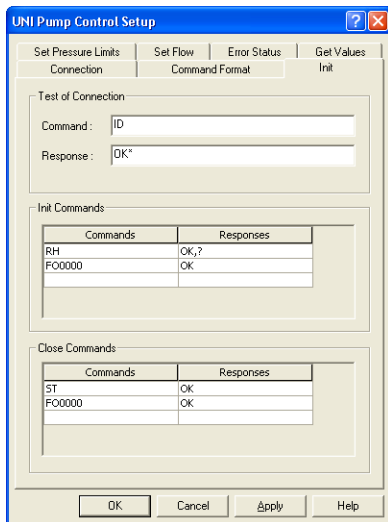 UNI Pump Control Setup
Set Pressure Limits Set Flow Error Status Get Values
Connection Command Format Init
Test of Connection
Command : ID
Response : OK*
Init Commands
Commands Responses
RH OK,?
FO0000 OK
Close Commands
Commands Responses
ST OK
FO0000 OK
OK Cancel Apply Help